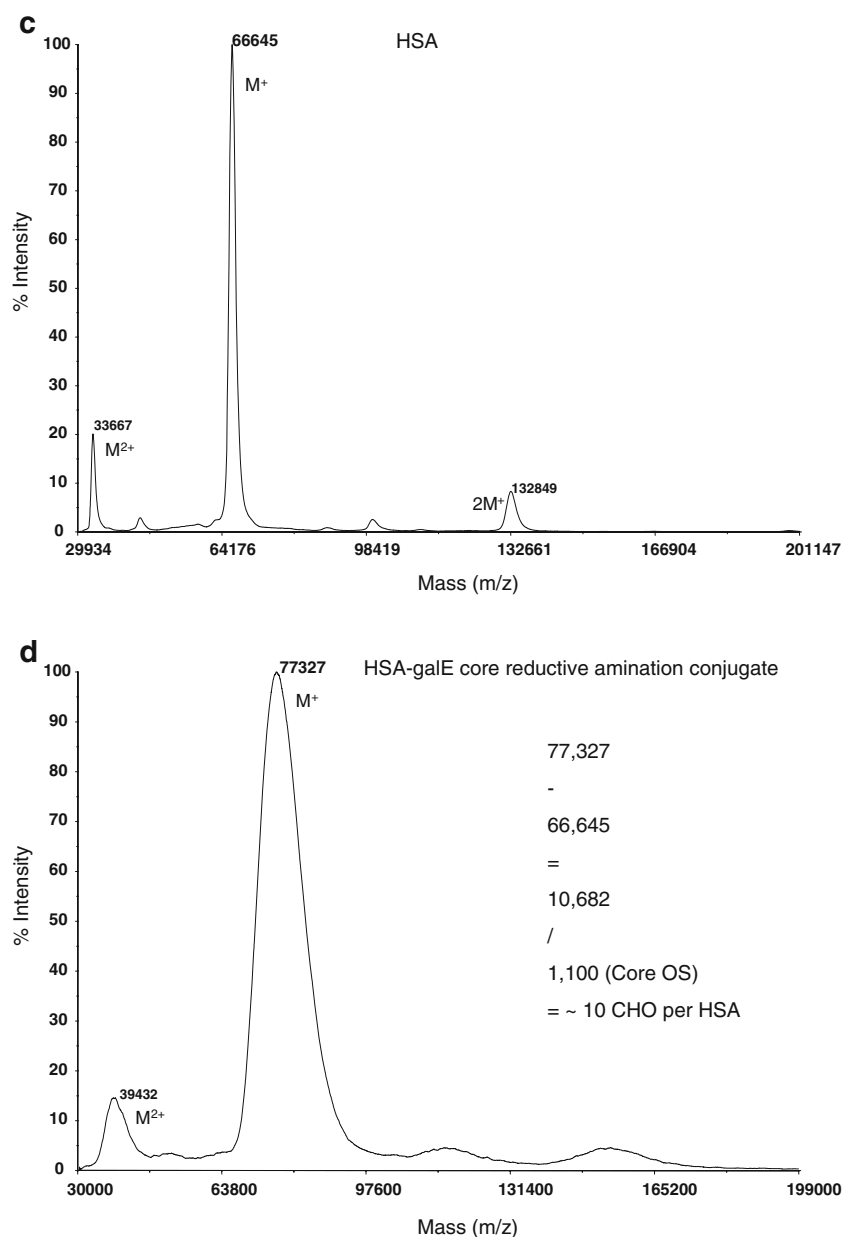 c
HSA
100
90
80
70
60
50
40
30
20
10
0
% Intensity
66645
M⁺
33667
M²⁺
2M⁺
132849
29934 64176 98419 132661 166904 201147
Mass (m/z)
d
HSA-galE core reductive amination conjugate
100
90
80
70
60
50
40
30
20
10
0
% Intensity
77327
M⁺
39432
M²⁺
77,327
-
66,645
=
10,682
/
1,100 (Core OS)
= ~ 10 CHO per HSA
30000 63800 97600 131400 165200 199000
Mass (m/z)